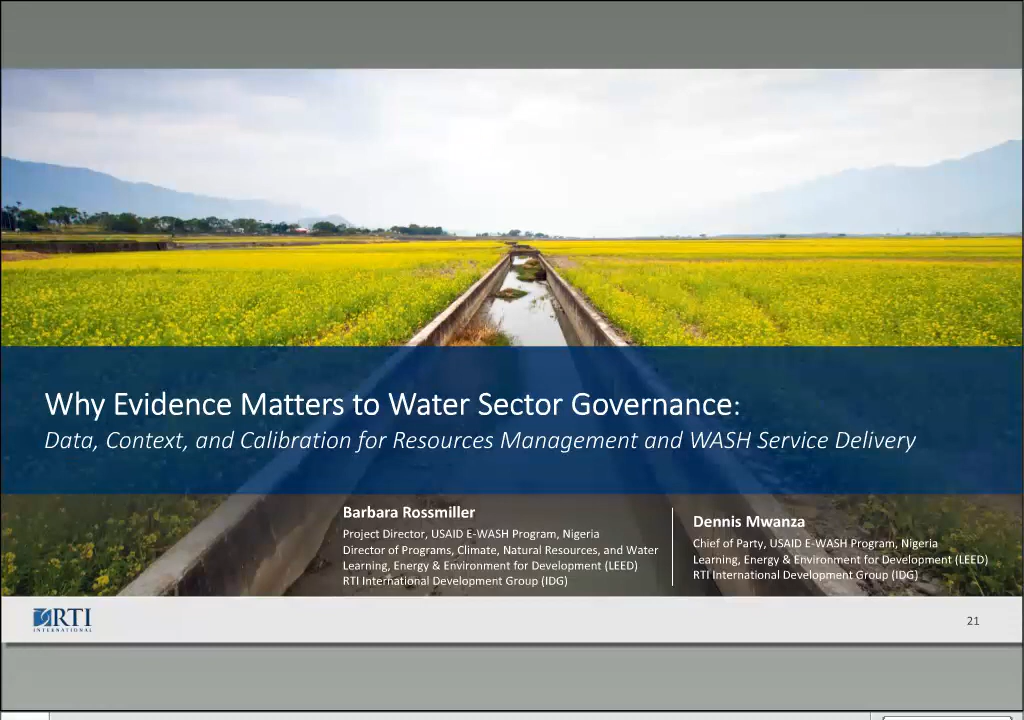 Why Evidence Matters to Water Sector Governance:
Data, Context, and Calibration for Resources Management and WASH Service Delivery
Barbara Rossmiller
Project Director, USAID E-WASH Program, Nigeria
Director of Programs, Climate, Natural Resources, and Water
Learning, Energy & Environment for Development (LEED)
RTI International Development Group (IDG)
Dennis Mwanza
Chief of Party, USAID E-WASH Program, Nigeria
Learning, Energy & Environment for Development (LEED)
RTI International Development Group (IDG)
RTI
INTERNATIONAL
21